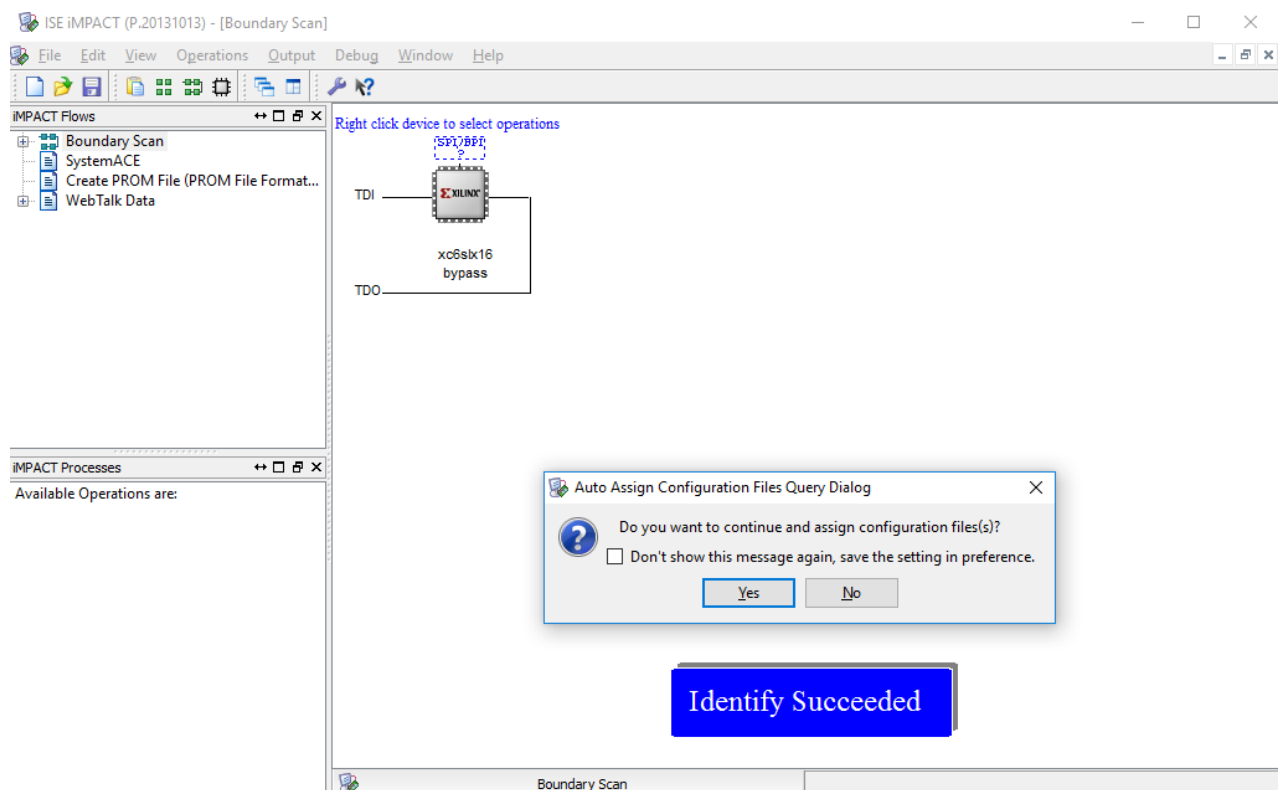 ISE iMPACT (P.20131013) - [Boundary Scan]
File Edit View Operations Output Debug Window Help
iMPACT Flows
Boundary Scan
SystemACE
Create PROM File (PROM File Format...
WebTalk Data
Right click device to select operations
SPI/BPI
?
TDI
XILINX
xc6slx16
bypass
TDO
iMPACT Processes
Available Operations are:
Auto Assign Configuration Files Query Dialog
Do you want to continue and assign configuration files(s)?
Don't show this message again, save the setting in preference.
Yes No
Identify Succeeded
Boundary Scan